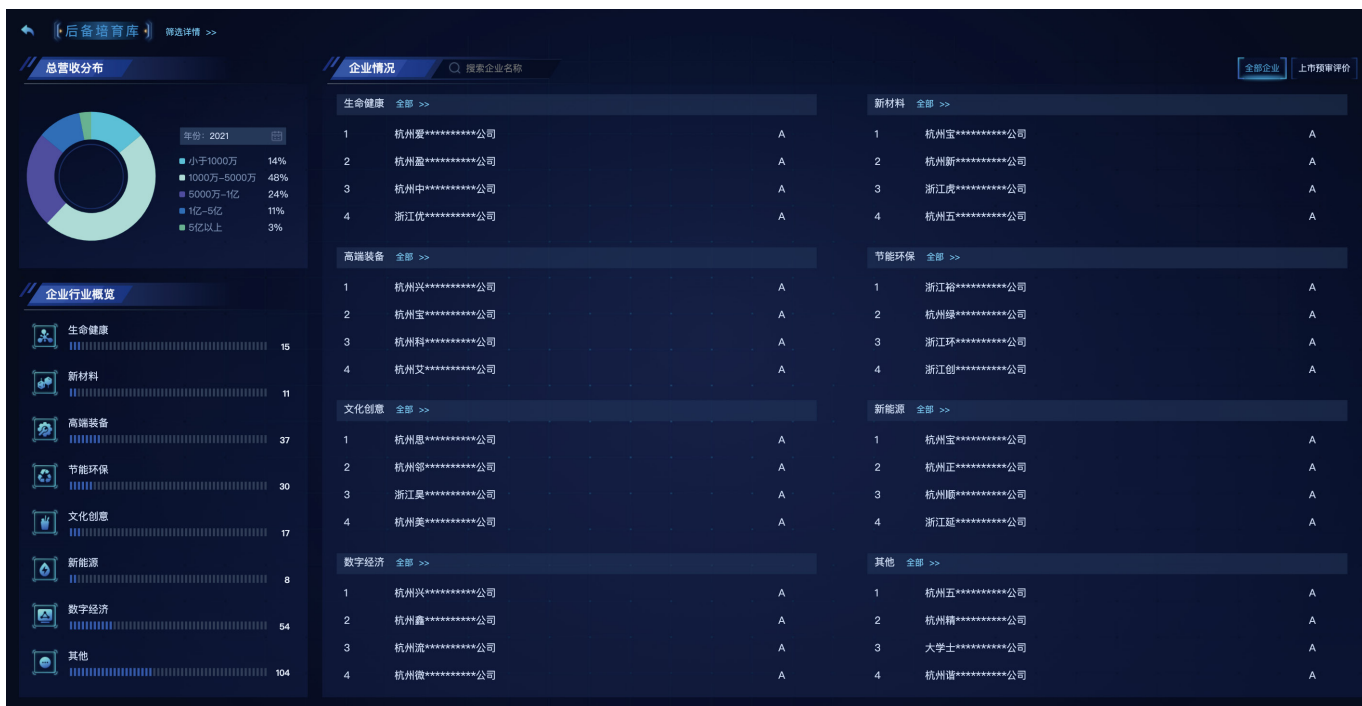 后备培育库 筛选详情 >>
总营收分布
年份: 2021
小于1000万 14%
1000万-5000万 48%
5000万-1亿 24%
1亿-5亿 11%
5亿以上 3%
企业行业概览
生命健康
15
新材料
11
高端装备
37
节能环保
30
文化创意
17
新能源
8
数字经济
54
其他
104
企业情况 搜索企业名称 全部企业 上市预审评价
生命健康 全部 >>
1 杭州爱**********公司 A
2 杭州盈**********公司 A
3 杭州中**********公司 A
4 浙江优**********公司 A
新材料 全部 >>
1 杭州宝**********公司 A
2 杭州新**********公司 A
3 浙江虎**********公司 A
4 杭州五**********公司 A
高端装备 全部 >>
1 杭州兴**********公司 A
2 杭州宝**********公司 A
3 杭州科**********公司 A
4 杭州艾**********公司 A
节能环保 全部 >>
1 浙江裕**********公司 A
2 杭州绿**********公司 A
3 浙江环**********公司 A
4 浙江创**********公司 A
文化创意 全部 >>
1 杭州思**********公司 A
2 杭州邻**********公司 A
3 浙江昊**********公司 A
4 杭州美**********公司 A
新能源 全部 >>
1 杭州宝**********公司 A
2 杭州正**********公司 A
3 杭州顺**********公司 A
4 浙江延**********公司 A
数字经济 全部 >>
1 杭州兴**********公司 A
2 杭州鑫**********公司 A
3 杭州流**********公司 A
4 杭州微**********公司 A
其他 全部 >>
1 杭州五**********公司 A
2 杭州精**********公司 A
3 大学士**********公司 A
4 杭州谐**********公司 A